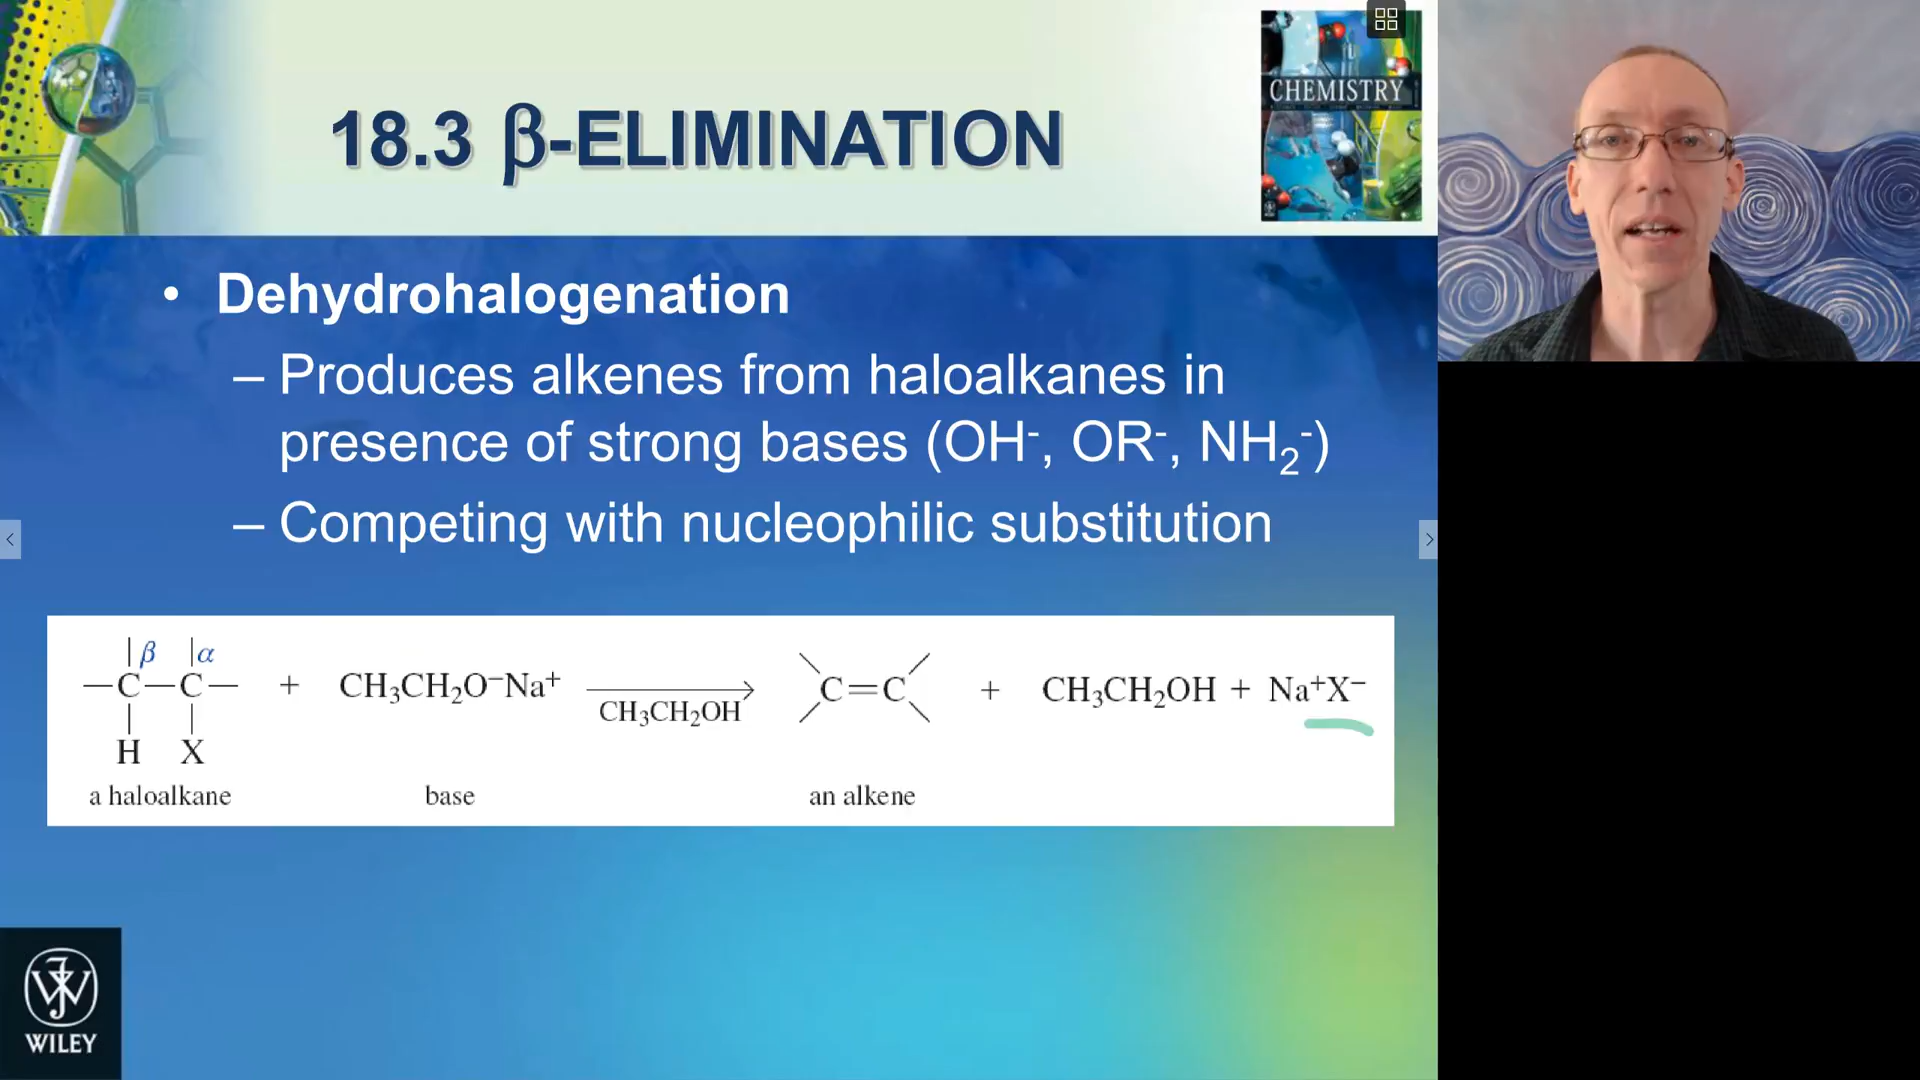 18.3 β-ELIMINATION
CHEMISTRY
• Dehydrohalogenation
– Produces alkenes from haloalkanes in
presence of strong bases (OH⁻, OR⁻, NH₂⁻)
– Competing with nucleophilic substitution
β α
—C—C— + CH₃CH₂O⁻Na⁺ → C=C + CH₃CH₂OH + Na⁺X⁻
CH₃CH₂OH
H X
a haloalkane base an alkene
WILEY